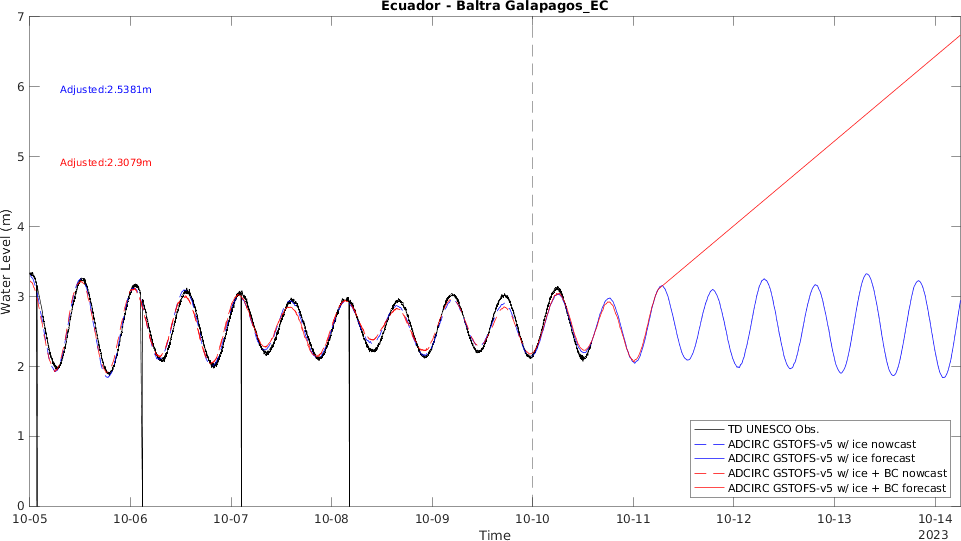 Ecuador - Baltra Galapagos_EC
7
6
5
4
3
2
1
0
Water Level (m)
Adjusted:2.5381m
Adjusted:2.3079m
TD UNESCO Obs.
ADCIRC GSTOFS-v5 w/ ice nowcast
ADCIRC GSTOFS-v5 w/ ice forecast
ADCIRC GSTOFS-v5 w/ ice + BC nowcast
ADCIRC GSTOFS-v5 w/ ice + BC forecast
10-05 10-06 10-07 10-08 10-09 10-10 10-11 10-12 10-13 10-14
Time
2023